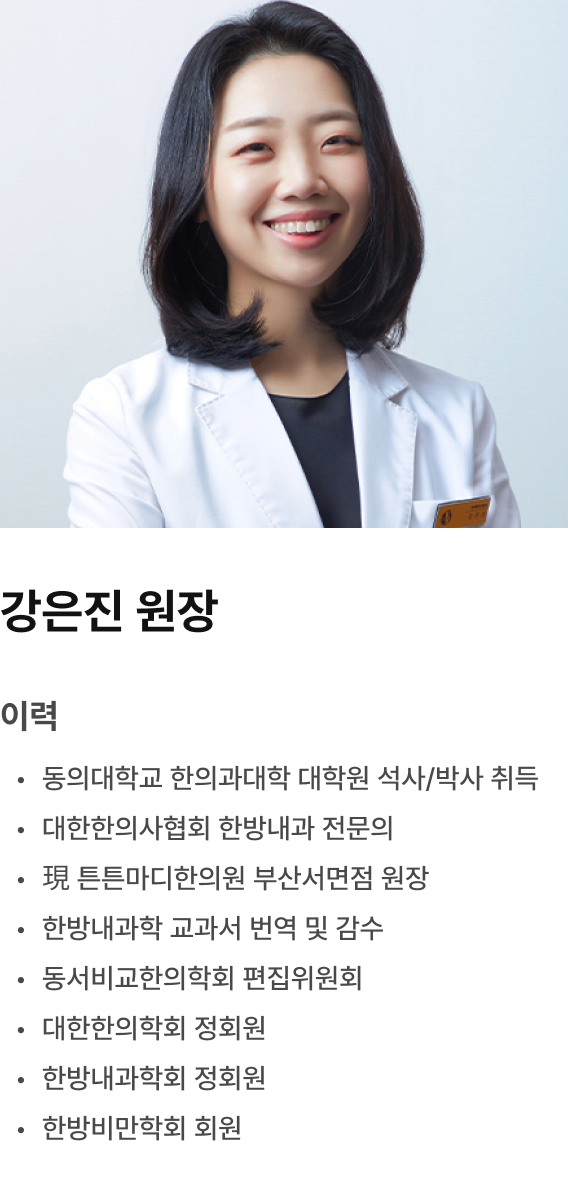 강은진 원장
이력
• 동의대학교 한의과대학 대학원 석사/박사 취득
• 대한한의사협회 한방내과 전문의
• 現 튼튼마디한의원 부산서면점 원장
• 한방내과학 교과서 번역 및 감수
• 동서비교한의학회 편집위원회
• 대한한의학회 정회원
• 한방내과학회 정회원
• 한방비만학회 회원